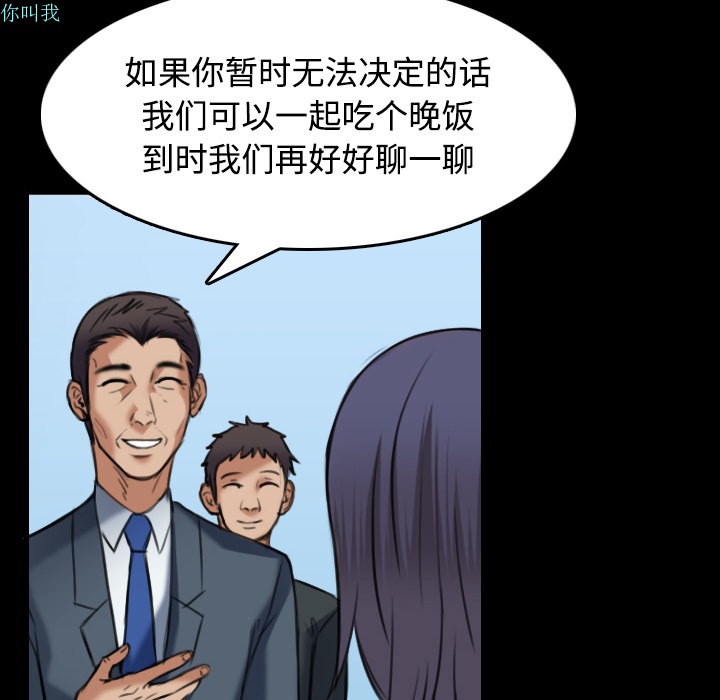 你叫我
如果你暂时无法决定的话
我们可以一起吃个晚饭
到时我们再好好聊一聊